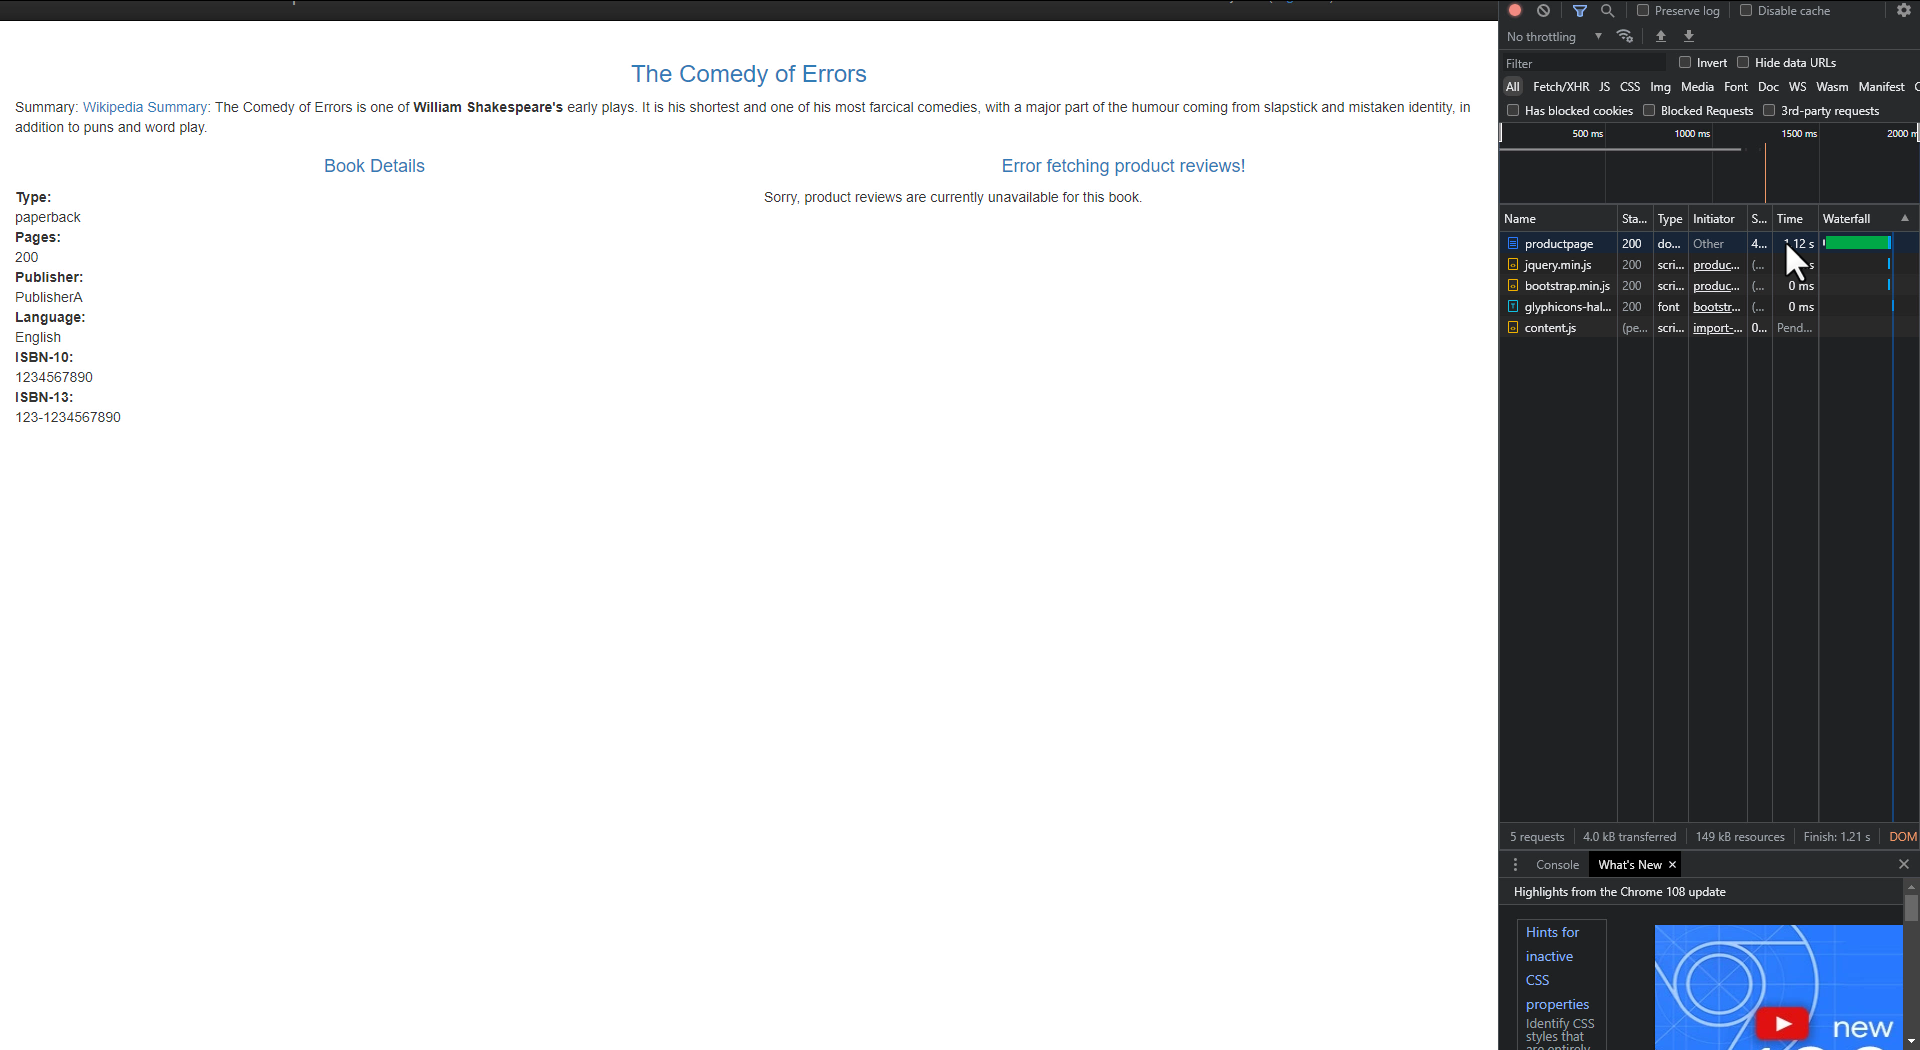 Preserve log Disable cache
No throttling
Filter Invert Hide data URLs
All Fetch/XHR JS CSS Img Media Font Doc WS Wasm Manifest
Has blocked cookies Blocked Requests 3rd-party requests
500 ms 1000 ms 1500 ms 2000 m
Name Sta... Type Initiator S... Time Waterfall
productpage 200 do... Other 4... 1.12 s
jquery.min.js 200 scri... produc... (... s
bootstrap.min.js 200 scri... produc... (... 0 ms
glyphicons-hal... 200 font bootstr... (... 0 ms
content.js (pe... scri... import-... 0... Pend...
5 requests 4.0 kB transferred 149 kB resources Finish: 1.21 s DOM
Console What's New ×
Highlights from the Chrome 108 update
Hints for
inactive
CSS
properties
Identify CSS
styles that
are entirely
new
The Comedy of Errors
Summary: Wikipedia Summary: The Comedy of Errors is one of William Shakespeare's early plays. It is his shortest and one of his most farcical comedies, with a major part of the humour coming from slapstick and mistaken identity, in
addition to puns and word play.
Book Details
Type:
paperback
Pages:
200
Publisher:
PublisherA
Language:
English
ISBN-10:
1234567890
ISBN-13:
123-1234567890
Error fetching product reviews!
Sorry, product reviews are currently unavailable for this book.